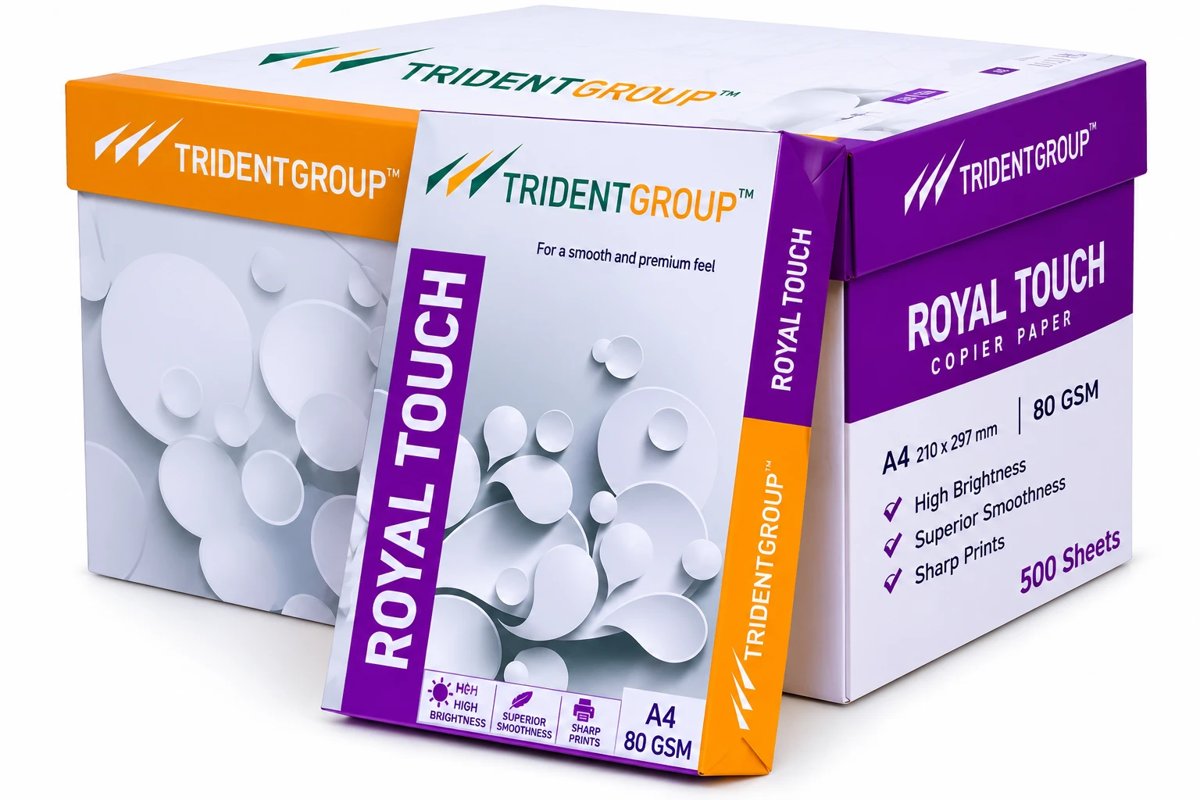 TRIDENTGROUP™
TRIDENTGROUP™
TRIDENTGROUP™
For a smooth and premium feel
ROYAL TOUCH
HIGH
BRIGHTNESS
SUPERIOR
SMOOTHNESS
SHARP
PRINTS
A4
80 GSM
ROYAL TOUCH
TRIDENTGROUP™
TRIDENTGROUP™
ROYAL TOUCH
COPIER PAPER
A4 210 x 297 mm | 80 GSM
High Brightness
Superior Smoothness
Sharp Prints
500 Sheets